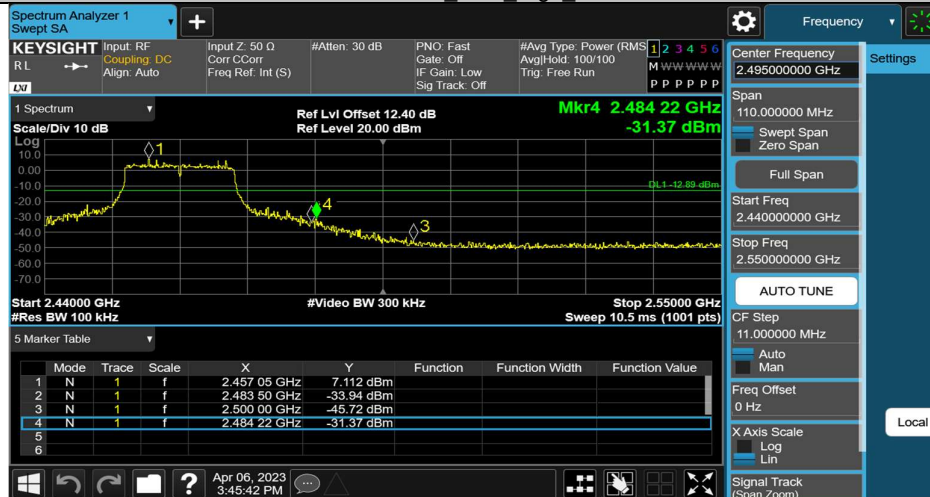 Spectrum Analyzer 1
Swept SA
+
Frequency
KEYSIGHT
RL
LXI
Input: RF
Coupling: DC
Align: Auto
Input Z: 50 Ω
Corr CCorr
Freq Ref: Int (S)
#Atten: 30 dB
PNO: Fast
Gate: Off
IF Gain: Low
Sig Track: Off
#Avg Type: Power (RMS
Avg|Hold: 100/100
Trig: Free Run
1 2 3 4 5 6
M W W W W W
P P P P P P
1 Spectrum
Scale/Div 10 dB
Ref Lvl Offset 12.40 dB
Ref Level 20.00 dBm
Mkr4 2.484 22 GHz
-31.37 dBm
Log
10.0
0.00
-10.0
-20.0
-30.0
-40.0
-50.0
-60.0
-70.0
1
4
3
DL1 -12.89 dBm
Start 2.44000 GHz
#Video BW 300 kHz
Stop 2.55000 GHz
#Res BW 100 kHz
Sweep 10.5 ms (1001 pts)
5 Marker Table
Mode Trace Scale X Y Function Function Width Function Value
1 N 1 f 2.457 05 GHz 7.112 dBm
2 N 1 f 2.483 50 GHz -33.94 dBm
3 N 1 f 2.500 00 GHz -45.72 dBm
4 N 1 f 2.484 22 GHz -31.37 dBm
5
6
?
Apr 06, 2023
3:45:42 PM
Center Frequency
2.495000000 GHz
Settings
Span
110.000000 MHz
Swept Span
Zero Span
Full Span
Start Freq
2.440000000 GHz
Stop Freq
2.550000000 GHz
AUTO TUNE
CF Step
11.000000 MHz
Auto
Man
Freq Offset
0 Hz
Local
X Axis Scale
Log
Lin
Signal Track
(Span Zoom)